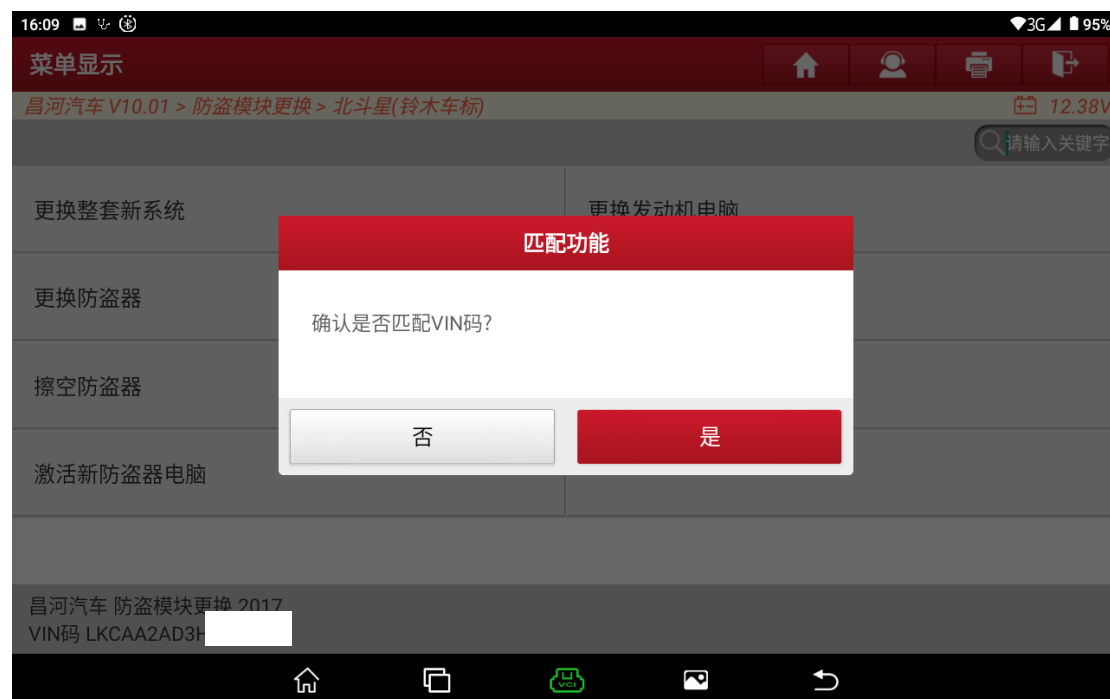 16:09
3G 95%
菜单显示
昌河汽车 V10.01 > 防盗模块更换 > 北斗星(铃木车标)
12.38V
请输入关键字
更换整套新系统
更换发动机电脑
匹配功能
更换防盗器
确认是否匹配VIN码?
擦空防盗器
否
是
激活新防盗器电脑
昌河汽车 防盗模块更换 2017
VIN码 LKCAA2AD3H
VCI